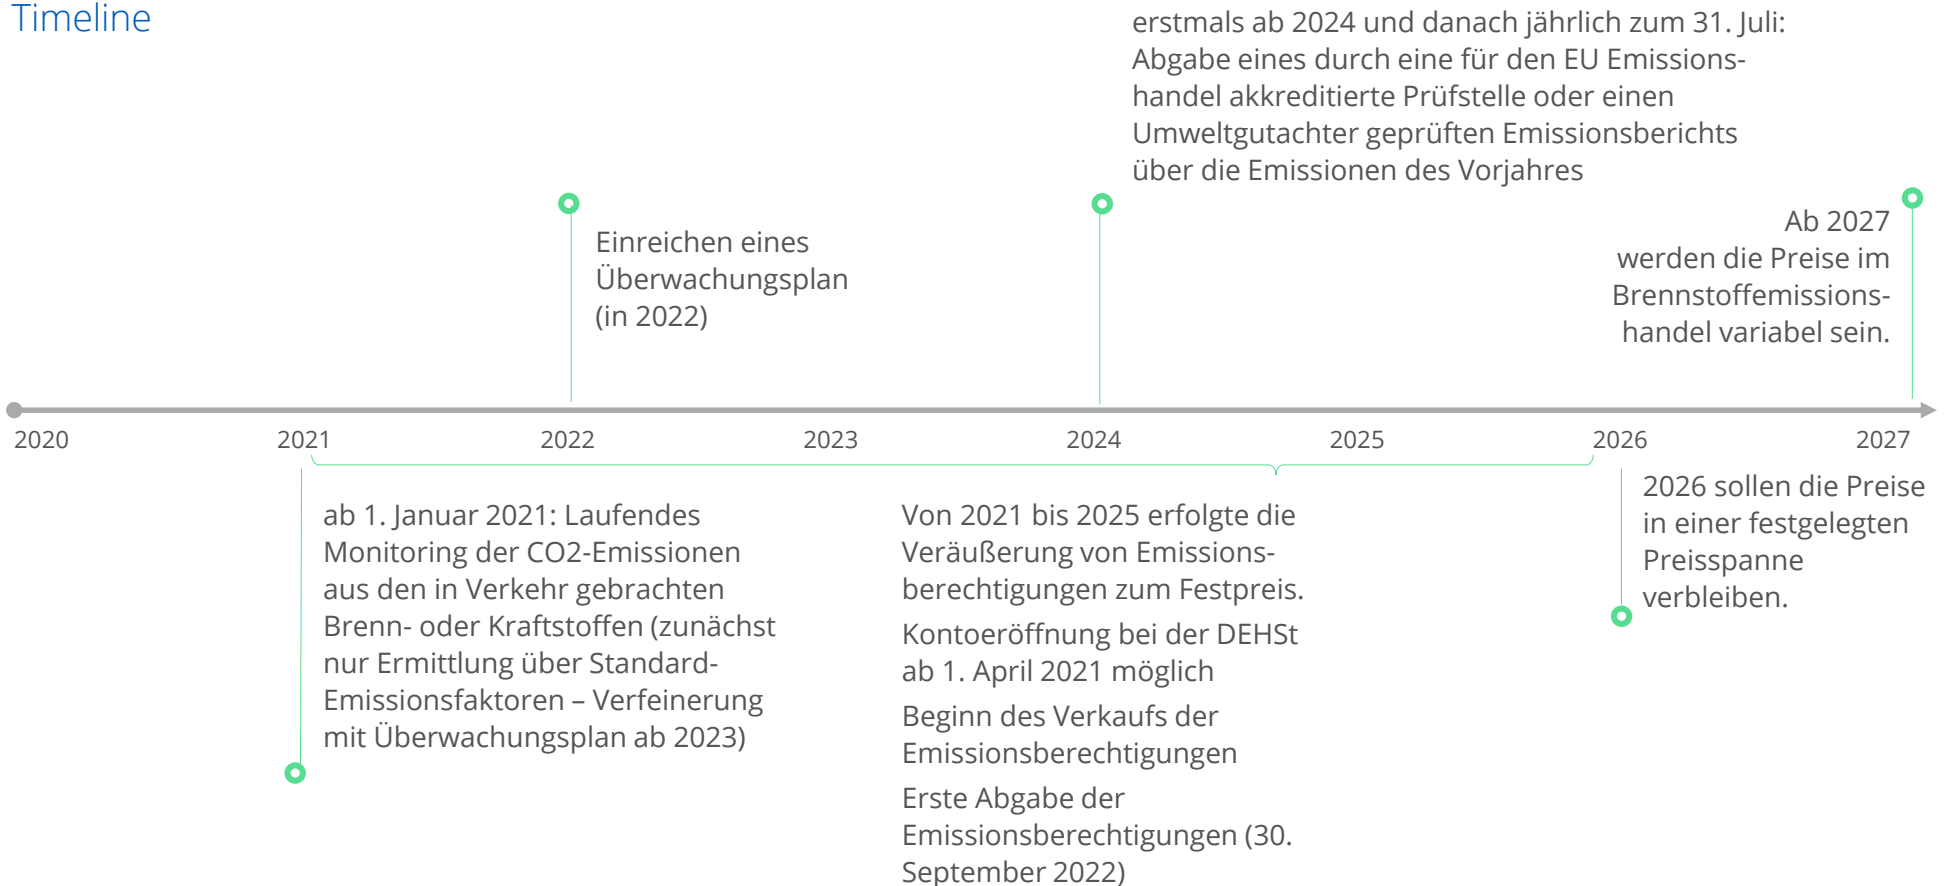 Timeline
erstmals ab 2024 und danach jährlich zum 31. Juli:
Abgabe eines durch eine für den EU Emissions-
handel akkreditierte Prüfstelle oder einen
Umweltgutachter geprüften Emissionsberichts
über die Emissionen des Vorjahres
Einreichen eines
Überwachungsplan
(in 2022)
Ab 2027
werden die Preise im
Brennstoffemissions-
handel variabel sein.
2020 2021 2022 2023 2024 2025 2026 2027
ab 1. Januar 2021: Laufendes
Monitoring der CO2-Emissionen
aus den in Verkehr gebrachten
Brenn- oder Kraftstoffen (zunächst
nur Ermittlung über Standard-
Emissionsfaktoren – Verfeinerung
mit Überwachungsplan ab 2023)
Von 2021 bis 2025 erfolgte die
Veräußerung von Emissions-
berechtigungen zum Festpreis.
Kontoeröffnung bei der DEHSt
ab 1. April 2021 möglich
Beginn des Verkaufs der
Emissionsberechtigungen
Erste Abgabe der
Emissionsberechtigungen (30.
September 2022)
2026 sollen die Preise
in einer festgelegten
Preisspanne
verbleiben.